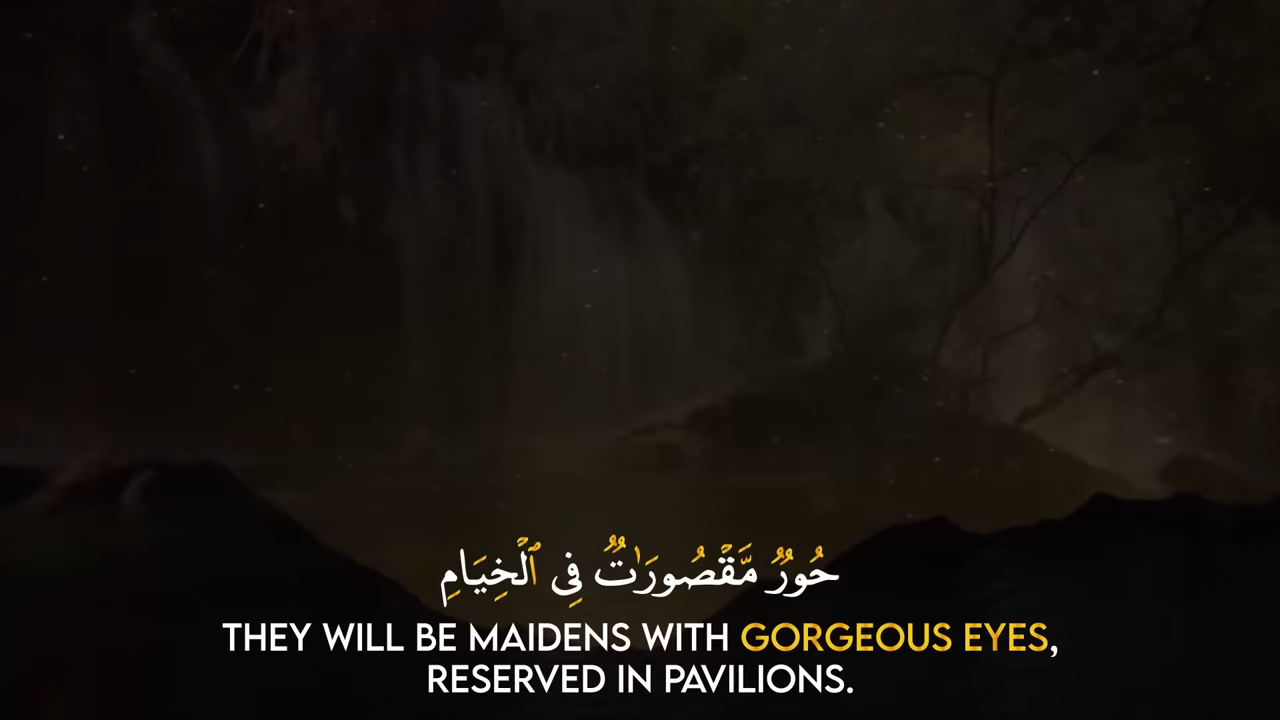 حُورٌۭ مَّقْصُورَٰتٌۭ فِى ٱلْخِيَامِ
THEY WILL BE MAIDENS WITH GORGEOUS EYES,
RESERVED IN PAVILIONS.